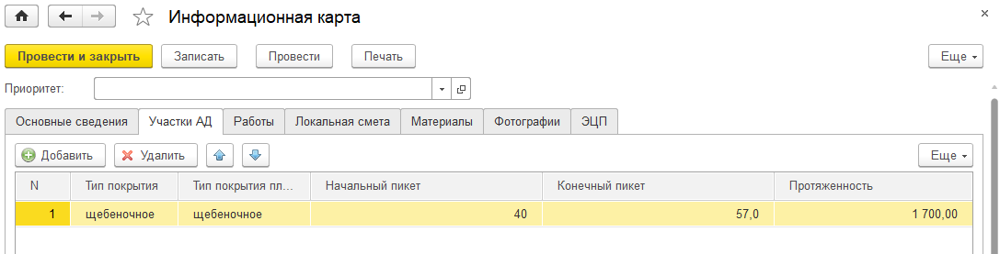 Информационная карта
Провести и закрыть Записать Провести Печать Еще
Приоритет:
Основные сведения Участки АД Работы Локальная смета Материалы Фотографии ЭЦП
Добавить Удалить Еще
N Тип покрытия Тип покрытия пл... Начальный пикет Конечный пикет Протяженность
1 щебеночное щебеночное 40 57,0 1 700,00